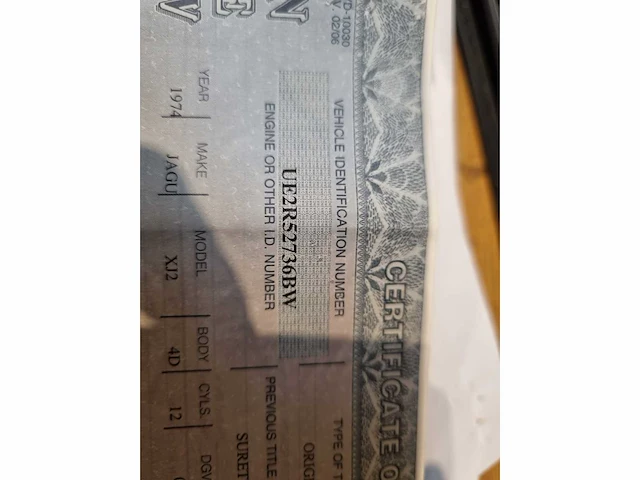 CERTIFICATE O
VEHICLE IDENTIFICATION NUMBER
TYPE OF T
UE2R52736BW
ORIG
ENGINE OR OTHER I.D. NUMBER
PREVIOUS TITLE
SURET
YEAR MAKE MODEL BODY CYLS. DGV
1974 JAGU XJ2 4D 12